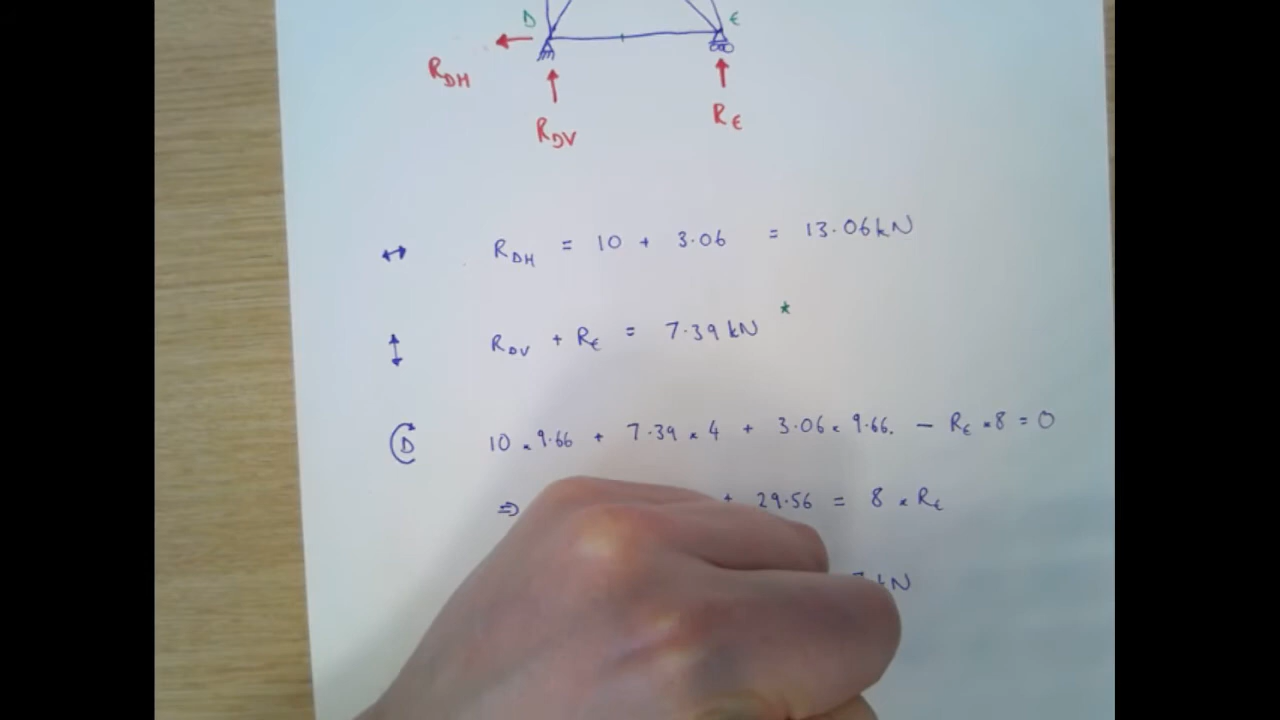 D E
R_DH
R_DV R_E
↔ R_DH = 10 + 3.06 = 13.06kN
↕ R_DV + R_E = 7.39 kN *
D 10 × 9.66 + 7.39 × 4 + 3.06 × 9.66. − R_E × 8 = 0
⇒ + 29.56 = 8 × R_E
kN